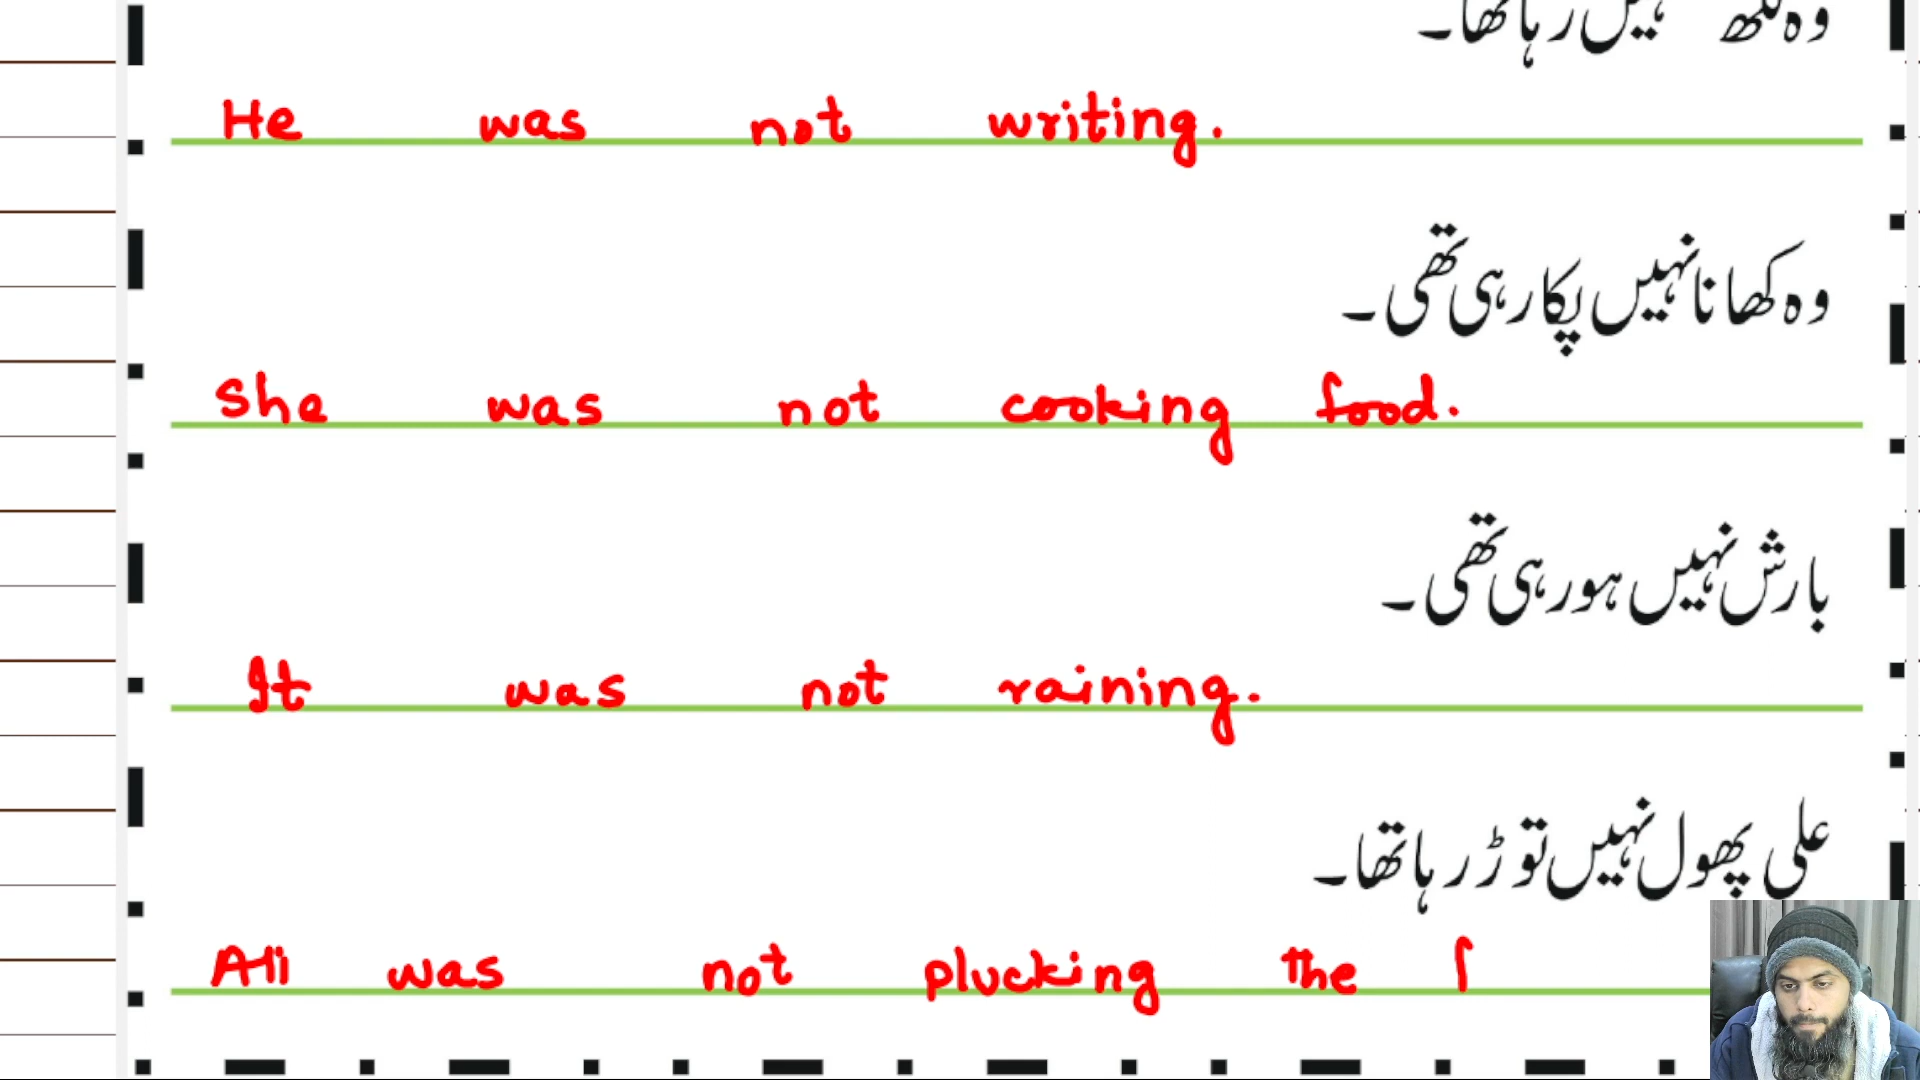 وہ لکھ نہیں رہا تھا۔
He was not writing.
وہ کھانا نہیں پکا رہی تھی۔
She was not cooking food.
بارش نہیں ہو رہی تھی۔
It was not raining.
علی پھول نہیں توڑ رہا تھا۔
Ali was not plucking the f